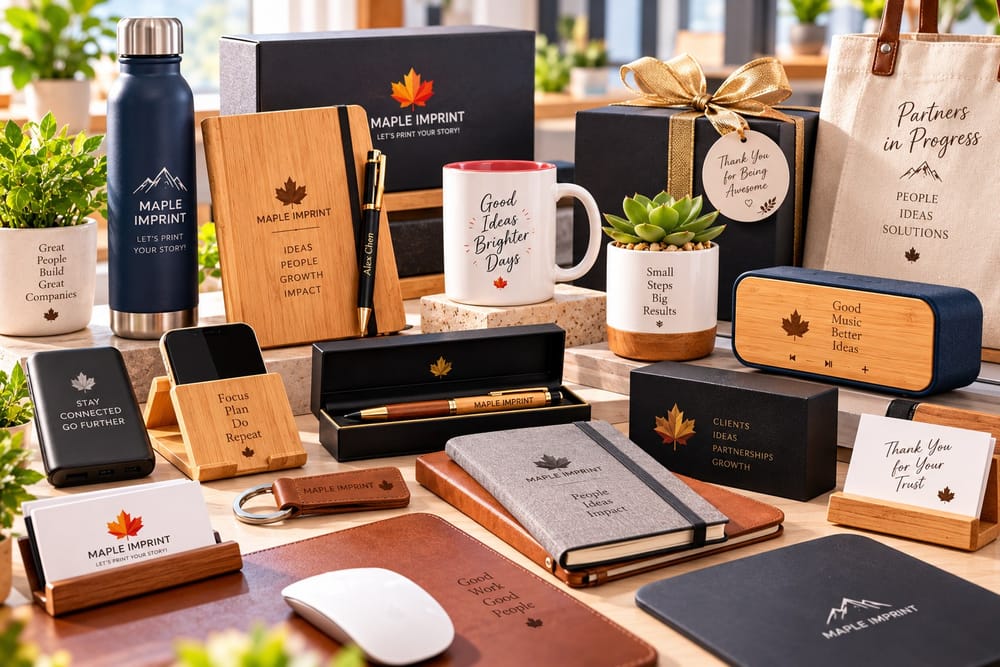 MAPLE IMPRINT
LET'S PRINT YOUR STORY!
Partners
in Progress
PEOPLE
IDEAS
SOLUTIONS
Thank You
for Being
Awesome
MAPLE
IMPRINT
LET'S PRINT
YOUR STORY!
Great
People
Build
Great
Companies
MAPLE IMPRINT
IDEAS
PEOPLE
GROWTH
IMPACT
Alex Chen
Good
Ideas
Brighter
Days
Small
Steps
Big
Results
Good
Music
Better
Ideas
STAY
CONNECTED
GO FURTHER
Focus
Plan
Do
Repeat
MAPLE IMPRINT
CLIENTS
IDEAS
PARTNERSHIPS
GROWTH
Thank You
for Your
Trust
MAPLE IMPRINT
MAPLE IMPRINT
People
Ideas
Impact
MAPLE IMPRINT
LET'S PRINT YOUR STORY!
Good
Work
Good
People
MAPLE IMPRINT